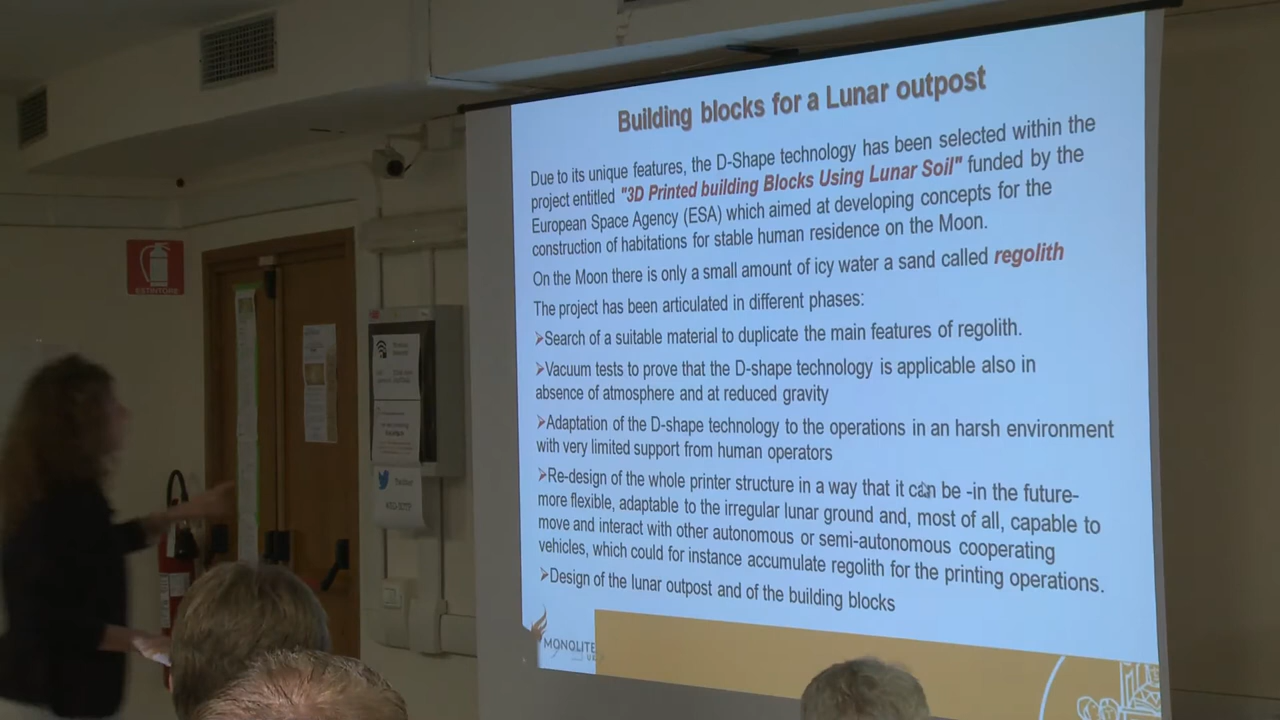 Building blocks for a Lunar outpost
Due to its unique features, the D-Shape technology has been selected within the
project entitled "3D Printed building Blocks Using Lunar Soil" funded by the
European Space Agency (ESA) which aimed at developing concepts for the
construction of habitations for stable human residence on the Moon.
On the Moon there is only a small amount of icy water a sand called regolith
The project has been articulated in different phases:
➢Search of a suitable material to duplicate the main features of regolith.
➢Vacuum tests to prove that the D-shape technology is applicable also in
absence of atmosphere and at reduced gravity
➢Adaptation of the D-shape technology to the operations in an harsh environment
with very limited support from human operators
➢Re-design of the whole printer structure in a way that it can be -in the future-
more flexible, adaptable to the irregular lunar ground and, most of all, capable to
move and interact with other autonomous or semi-autonomous cooperating
vehicles, which could for instance accumulate regolith for the printing operations.
➢Design of the lunar outpost and of the building blocks
MONOLITE
UK
ESTINTORE